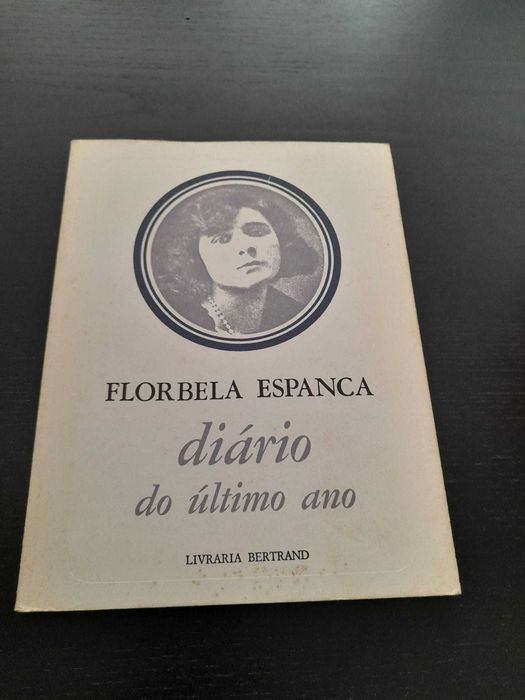 FLORBELA ESPANCA
diário
do último ano
LIVRARIA BERTRAND